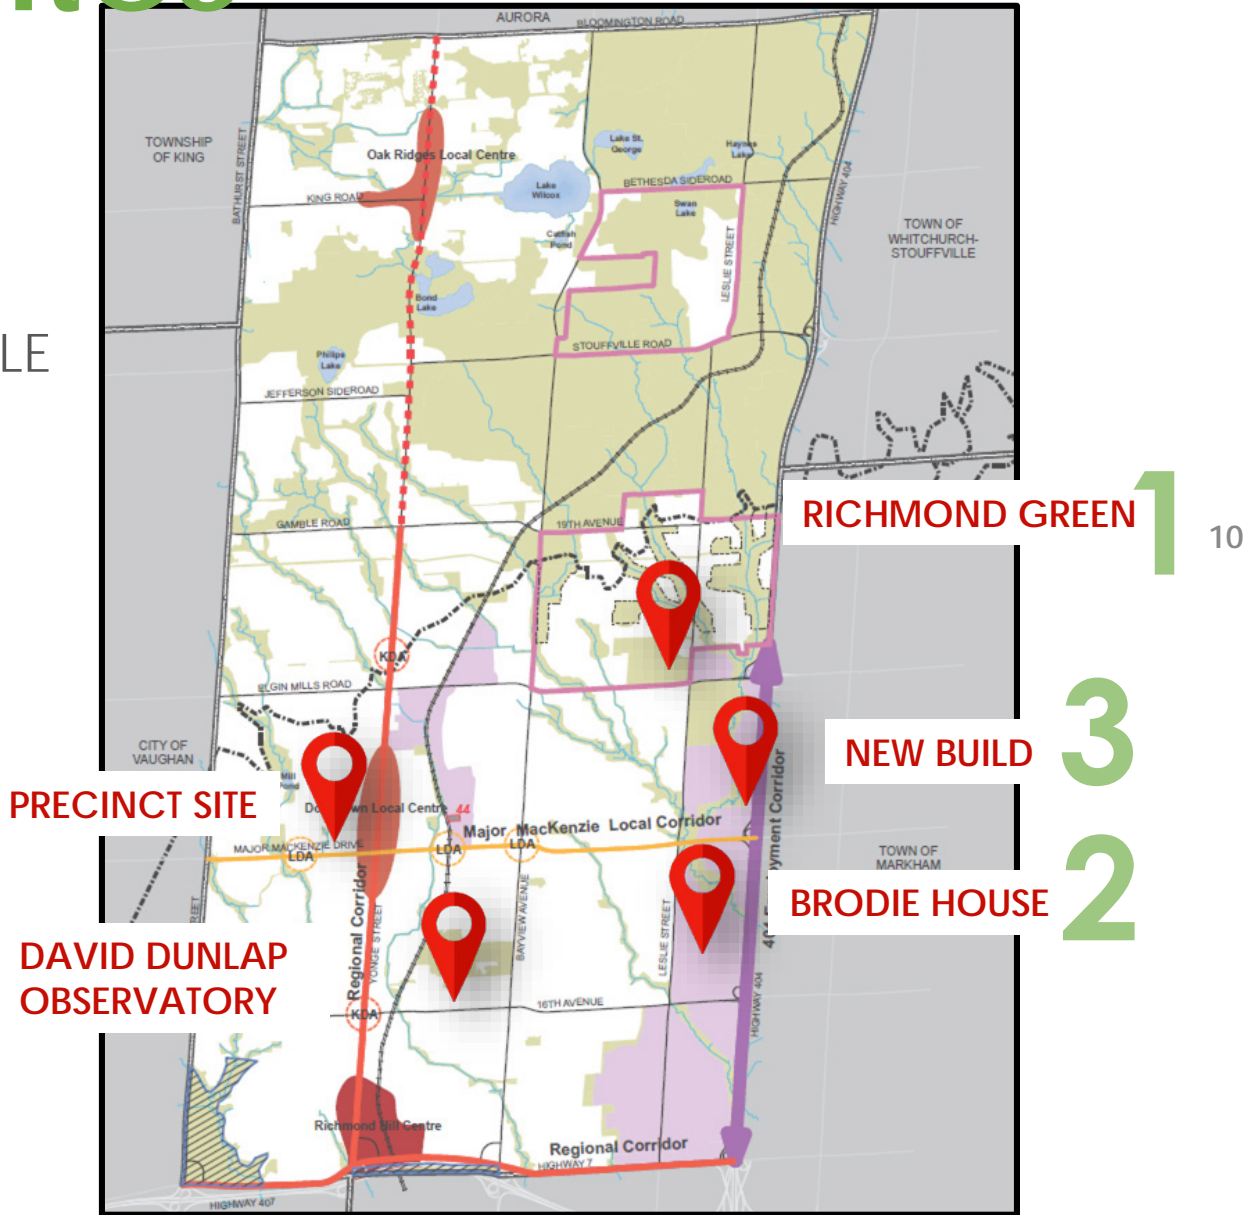 AURORA
BLOOMINGTON ROAD
TOWNSHIP
OF KING
BATHURST STREET
Oak Ridges Local Centre
KING ROAD
Lake
Wilcox
Lake St.
George
Haynes
Lake
BETHESDA SIDEROAD
Swan
Lake
Catfish
Pond
LESLIE STREET
HIGHWAY 404
TOWN OF
WHITCHURCH-
STOUFFVILLE
Bond
Lake
LE
STOUFFVILLE ROAD
Philips
Lake
JEFFERSON SIDEROAD
GAMBLE ROAD
19TH AVENUE
RICHMOND GREEN
1
10
KDA
ELGIN MILLS ROAD
CITY OF
VAUGHAN
NEW BUILD
3
Mill
Pond
PRECINCT SITE
Local Centre
44
Major MacKenzie Local Corridor
MAJOR MACKENZIE DRIVE
LDA
LDA
LDA
TOWN OF
MARKHAM
2
BRODIE HOUSE
Corridor
Regional Corridor
YONGE STREET
BAYVIEW AVENUE
LESLIE STREET
DAVID DUNLAP
OBSERVATORY
16TH AVENUE
KDA
HIGHWAY 404
Richmond Hill Centre
Regional Corridor
HIGHWAY 7
HIGHWAY 407